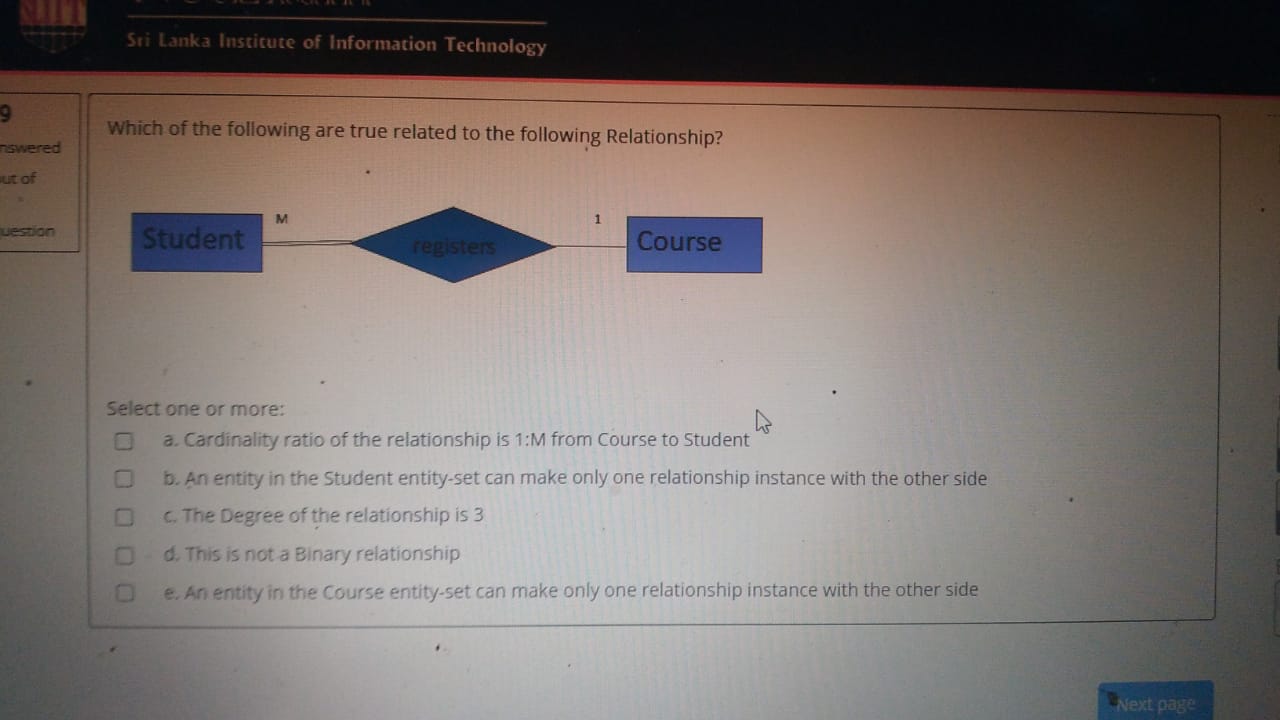 Sri Lanka Institute of Information Technology
9
nswered
ut of
uestion
Which of the following are true related to the following Relationship?
M
1
Student
registers
Course
Select one or more:
a. Cardinality ratio of the relationship is 1:M from Course to Student
b. An entity in the Student entity-set can make only one relationship instance with the other side
c. The Degree of the relationship is 3
d. This is not a Binary relationship
e. An entity in the Course entity-set can make only one relationship instance with the other side
Next page